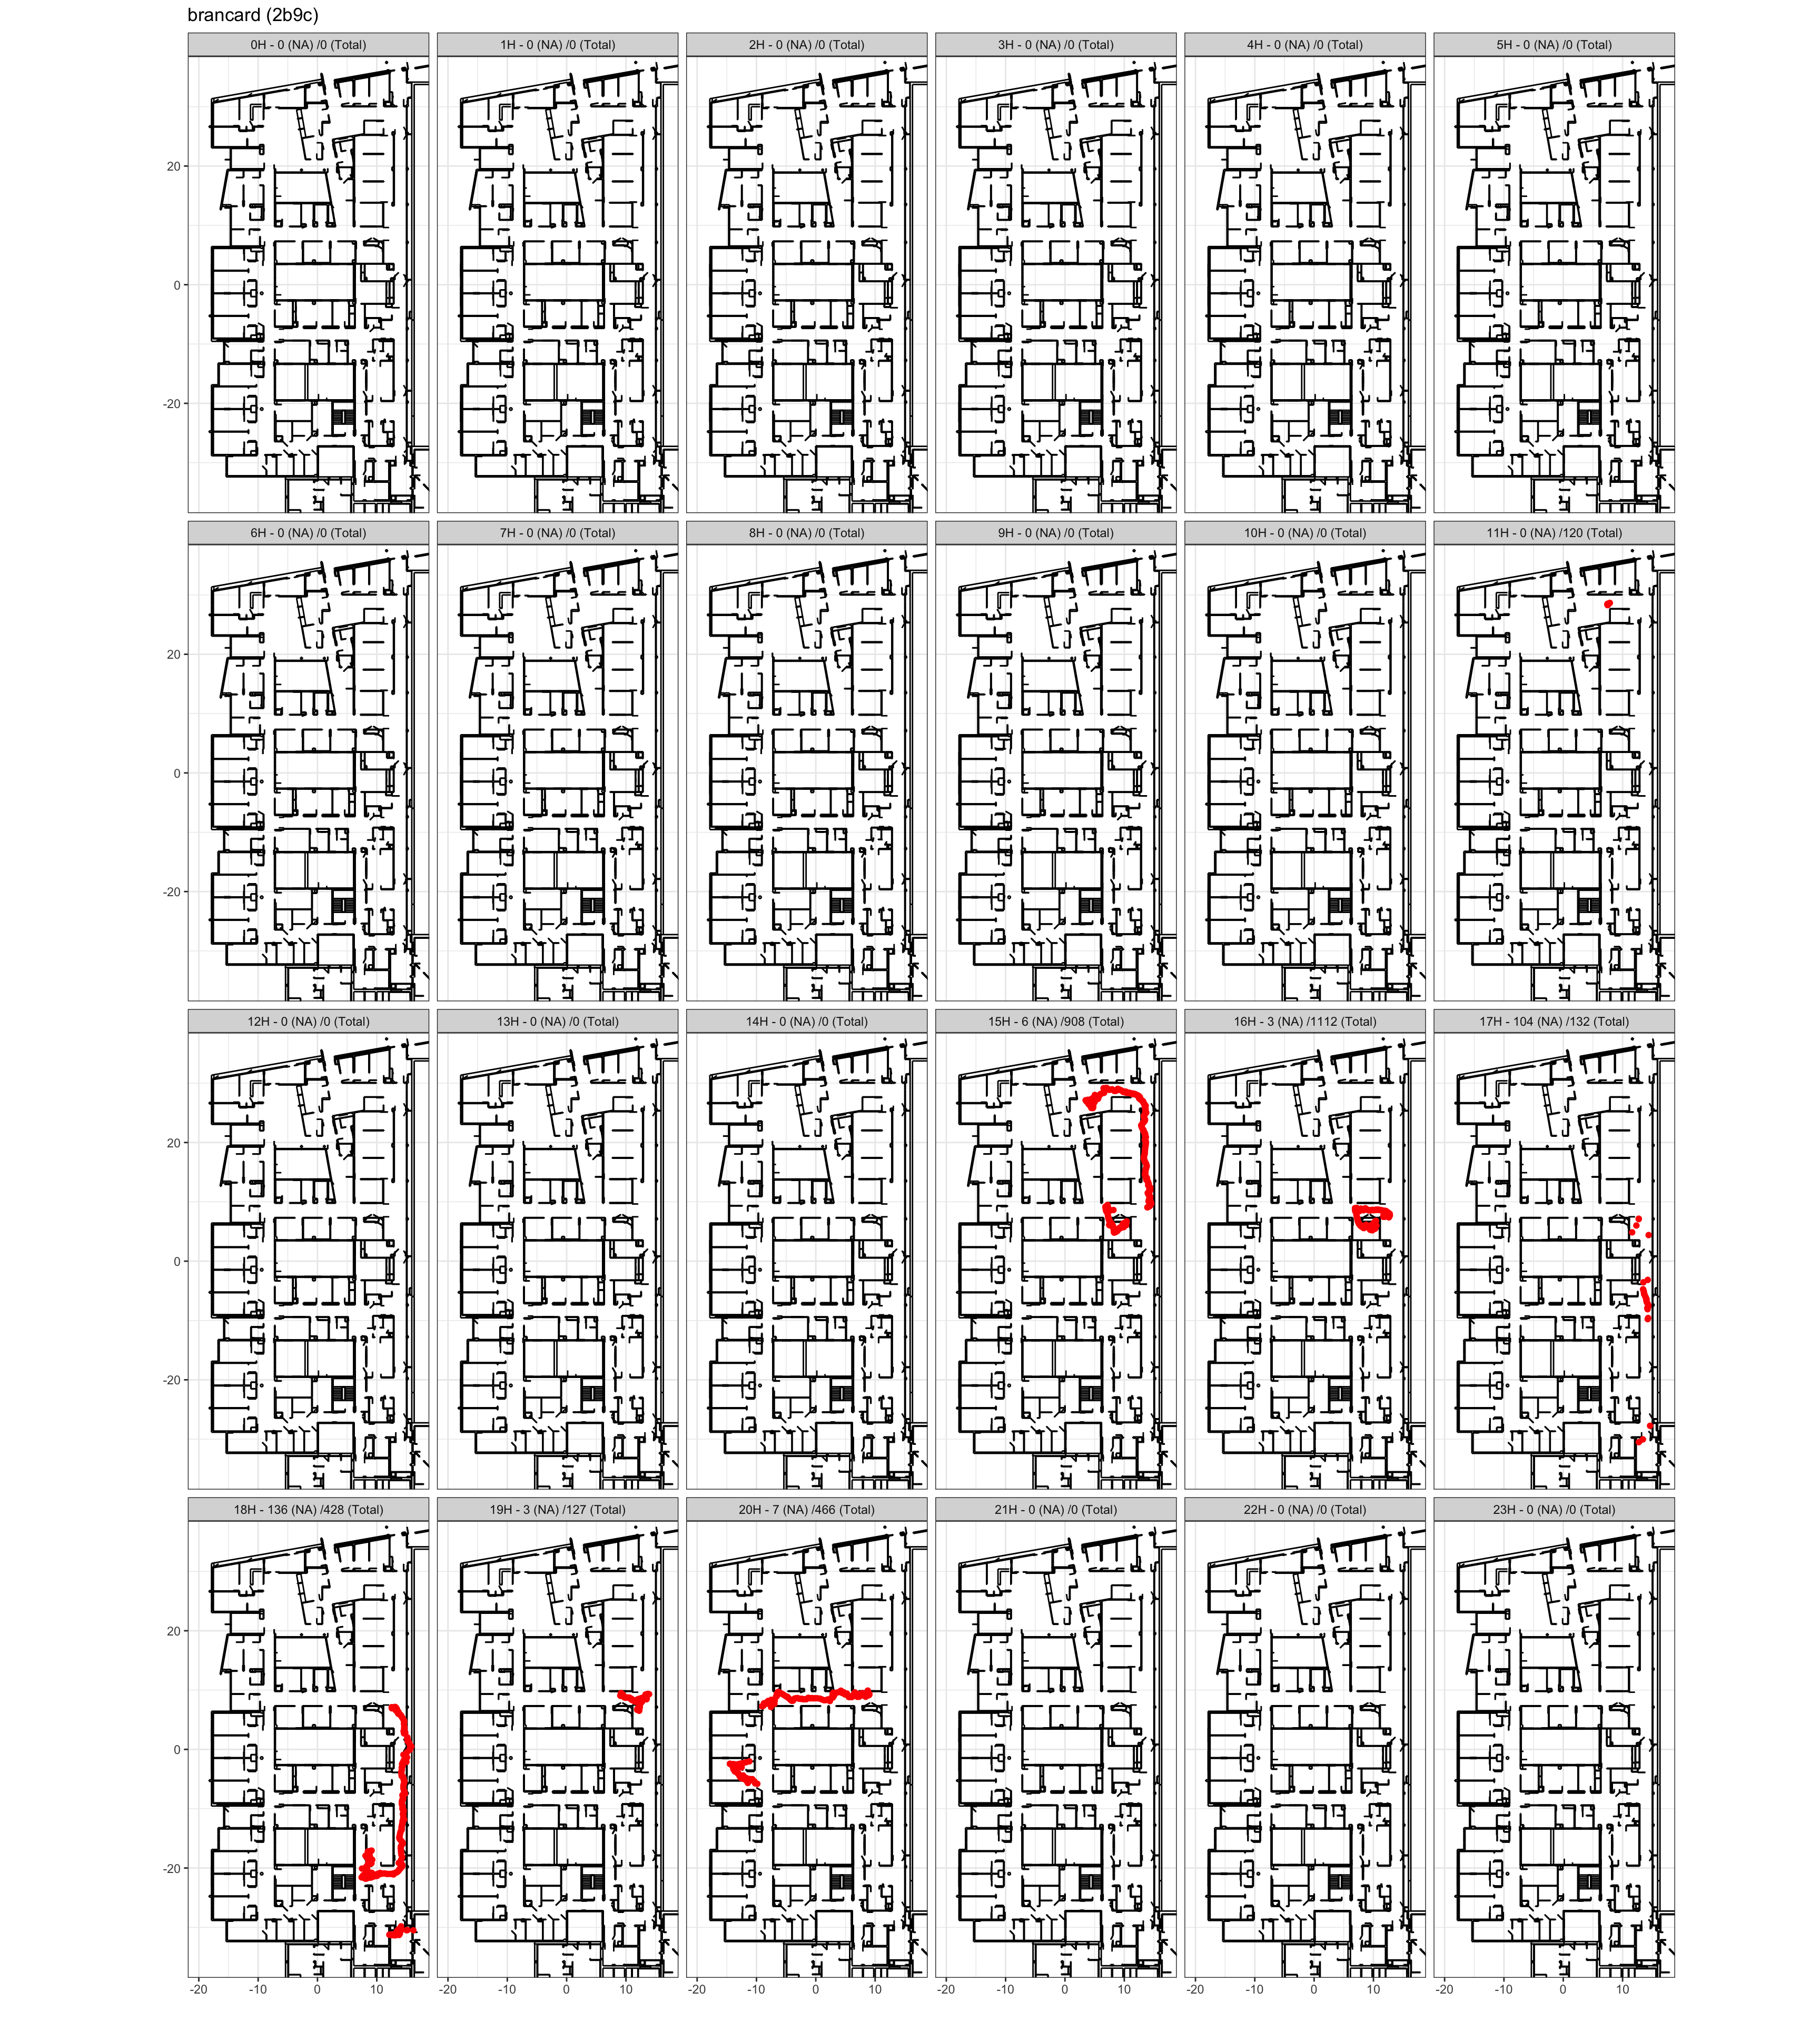 brancard (2b9c)
0H - 0 (NA) /0 (Total)
1H - 0 (NA) /0 (Total)
2H - 0 (NA) /0 (Total)
3H - 0 (NA) /0 (Total)
4H - 0 (NA) /0 (Total)
5H - 0 (NA) /0 (Total)
20
0
-20
6H - 0 (NA) /0 (Total)
7H - 0 (NA) /0 (Total)
8H - 0 (NA) /0 (Total)
9H - 0 (NA) /0 (Total)
10H - 0 (NA) /0 (Total)
11H - 0 (NA) /120 (Total)
20
0
-20
12H - 0 (NA) /0 (Total)
13H - 0 (NA) /0 (Total)
14H - 0 (NA) /0 (Total)
15H - 6 (NA) /908 (Total)
16H - 3 (NA) /1112 (Total)
17H - 104 (NA) /132 (Total)
20
0
-20
18H - 136 (NA) /428 (Total)
19H - 3 (NA) /127 (Total)
20H - 7 (NA) /466 (Total)
21H - 0 (NA) /0 (Total)
22H - 0 (NA) /0 (Total)
23H - 0 (NA) /0 (Total)
20
0
-20
-20 -10 0 10
-20 -10 0 10
-20 -10 0 10
-20 -10 0 10
-20 -10 0 10
-20 -10 0 10